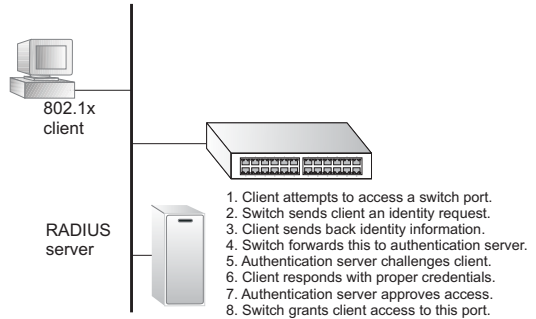 802.1x
client
RADIUS
server
1. Client attempts to access a switch port.
2. Switch sends client an identity request.
3. Client sends back identity information.
4. Switch forwards this to authentication server.
5. Authentication server challenges client.
6. Client responds with proper credentials.
7. Authentication server approves access.
8. Switch grants client access to this port.